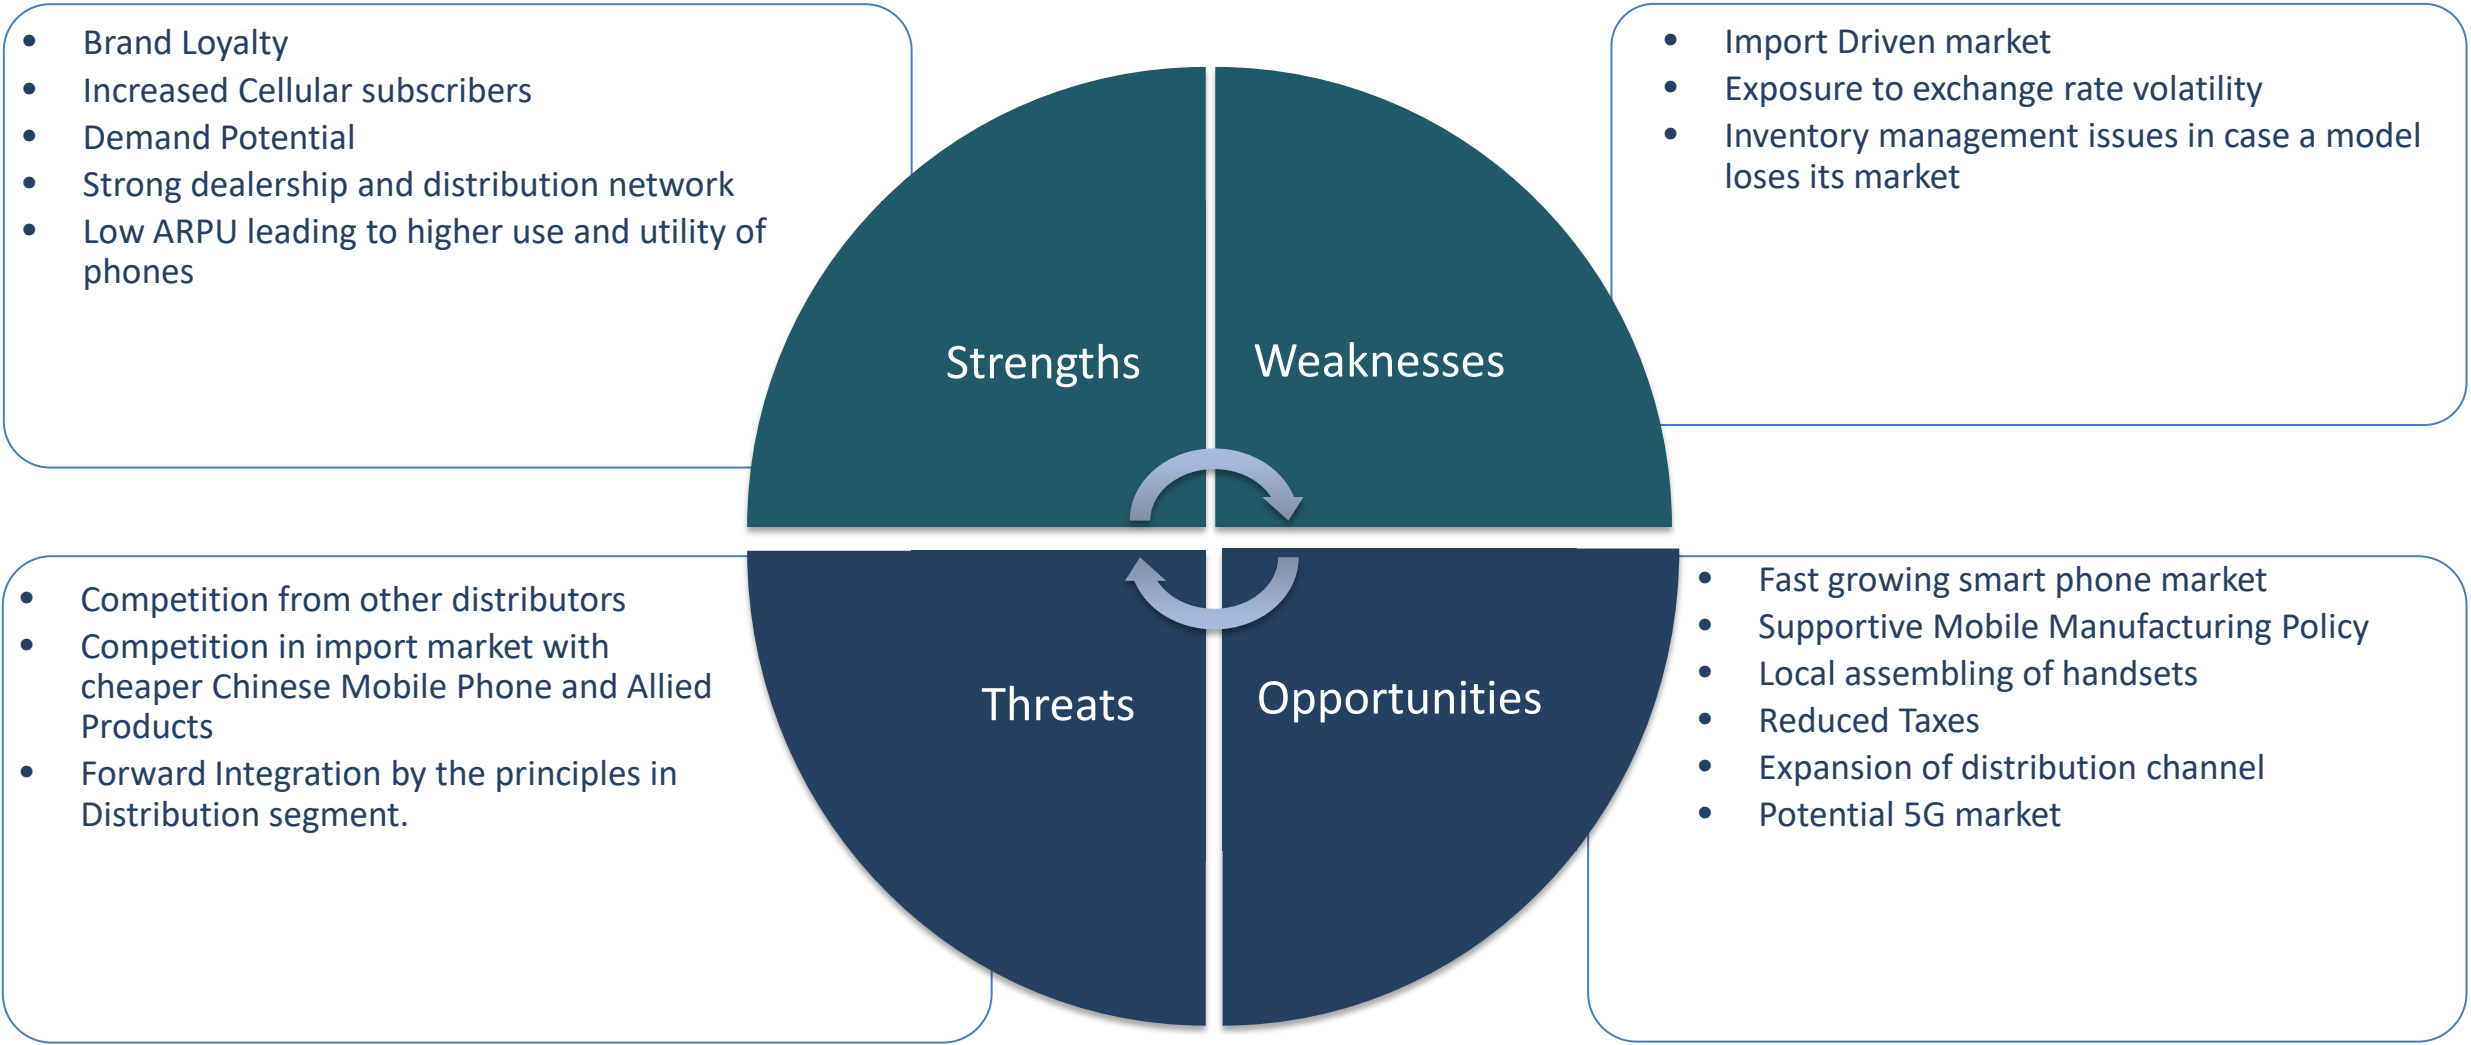 • Brand Loyalty
• Increased Cellular subscribers
• Demand Potential
• Strong dealership and distribution network
• Low ARPU leading to higher use and utility of
phones
• Import Driven market
• Exposure to exchange rate volatility
• Inventory management issues in case a model
loses its market
Strengths
Weaknesses
• Competition from other distributors
• Competition in import market with
cheaper Chinese Mobile Phone and Allied
Products
• Forward Integration by the principles in
Distribution segment.
Threats
Opportunities
• Fast growing smart phone market
• Supportive Mobile Manufacturing Policy
• Local assembling of handsets
• Reduced Taxes
• Expansion of distribution channel
• Potential 5G market